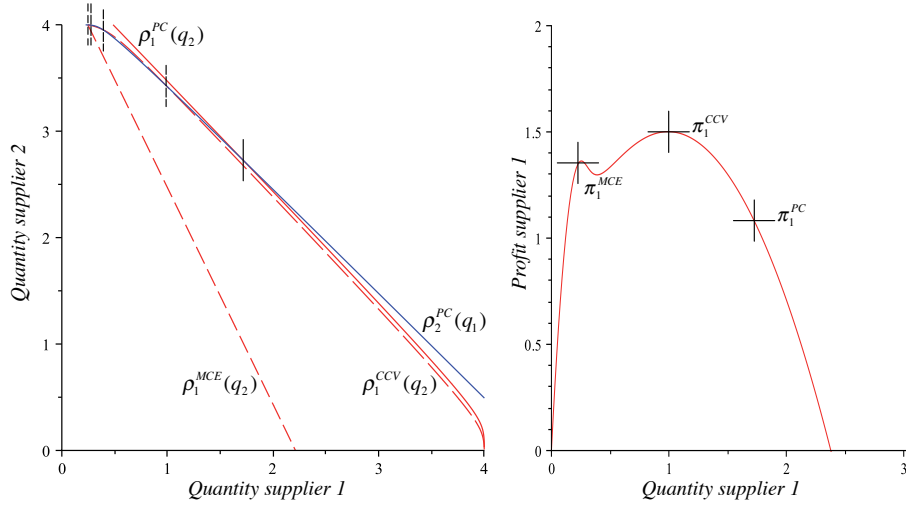 4
3
2
1
0
0
1
2
3
4
Quantity supplier 2
Quantity supplier 1
ρ₁ᴾᶜ(q₂)
ρ₂ᴾᶜ(q₁)
ρ₁ᴹᶜᴱ(q₂)
ρ₁ᶜᶜⱽ(q₂)
2
1.5
1
0.5
0
0
1
2
3
Profit supplier 1
Quantity supplier 1
π₁ᶜᶜⱽ
π₁ᴹᶜᴱ
π₁ᴾᶜ